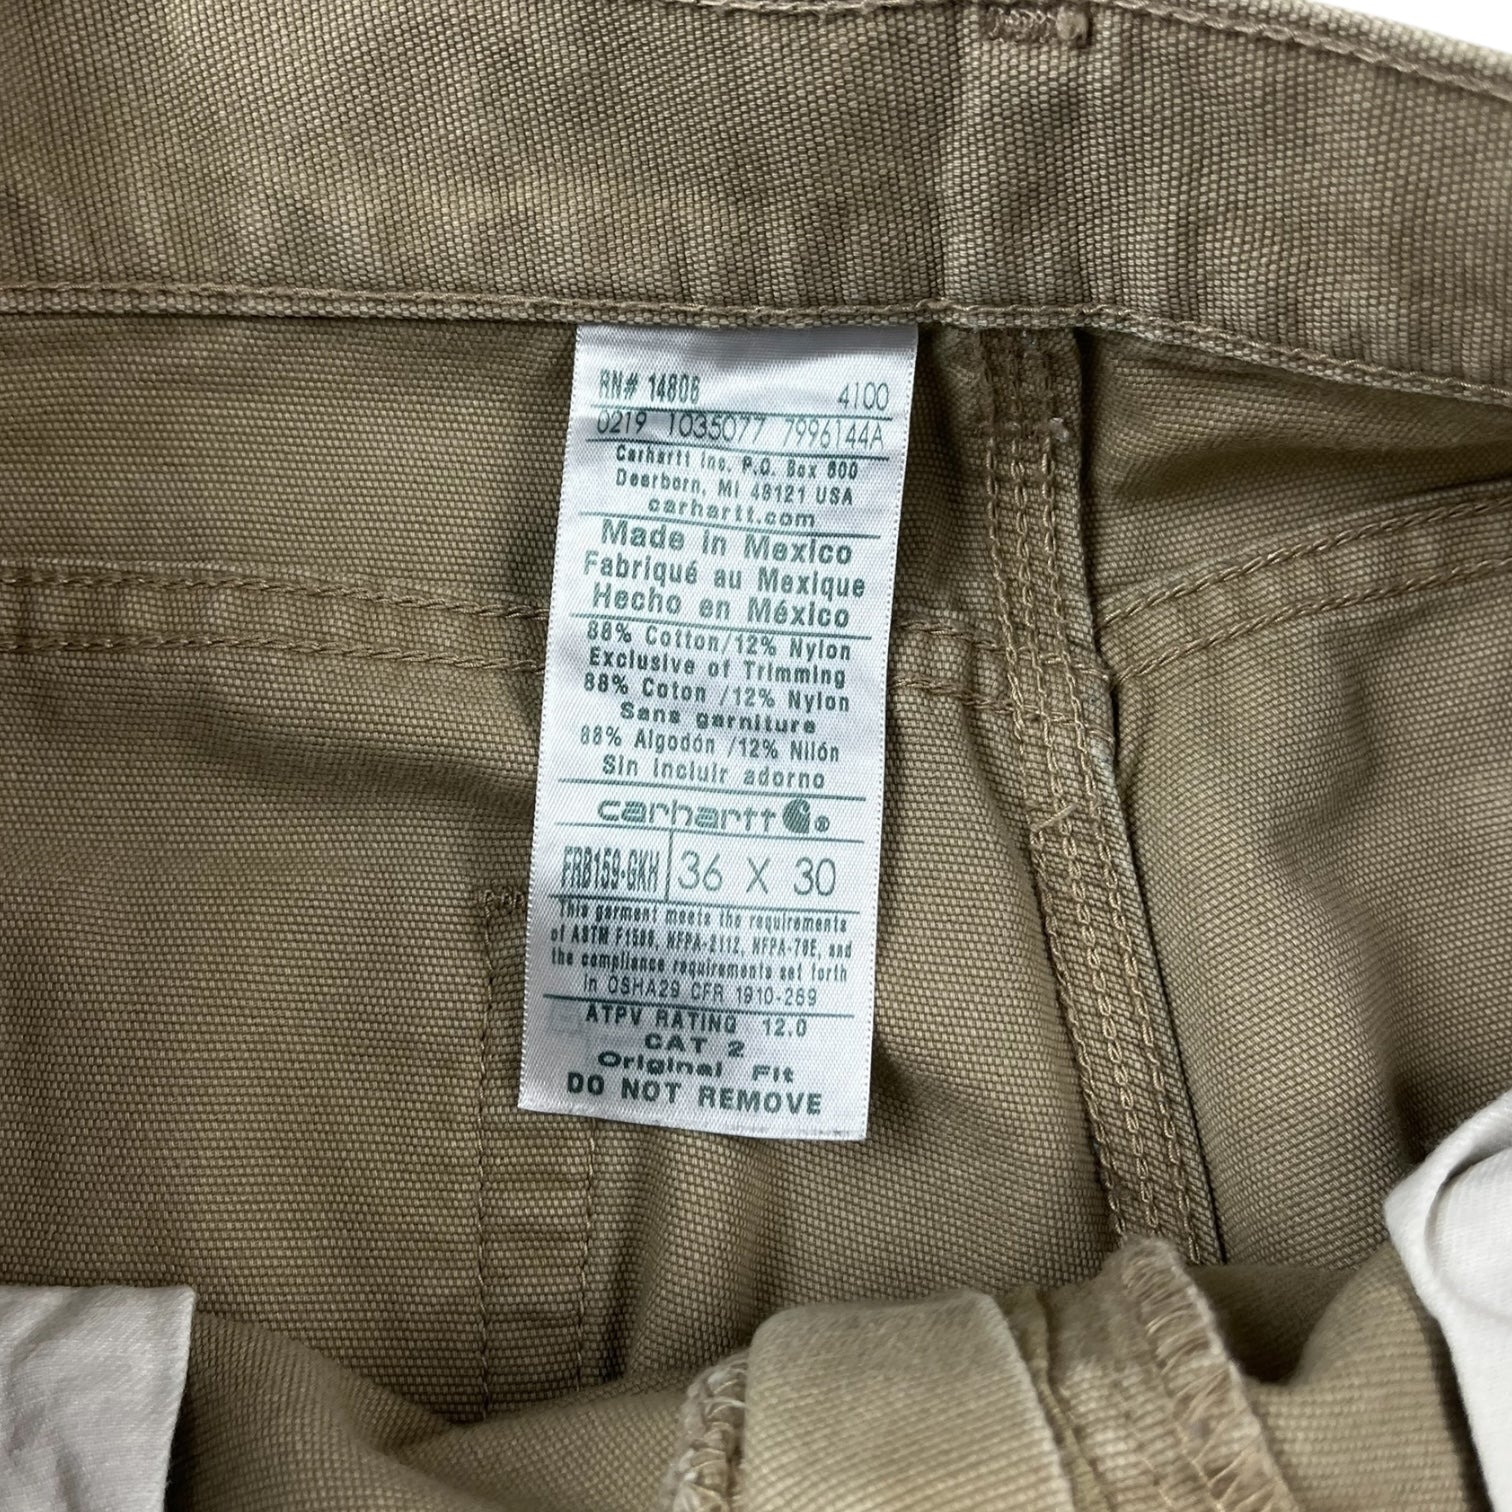 RN# 14806 4100
0219 1035077 7996144A
Carhartt Inc. P.O. Box 600
Dearborn, MI 48121 USA
carhartt.com
Made in Mexico
Fabriqué au Mexique
Hecho en México
88% Cotton/12% Nylon
Exclusive of Trimming
88% Coton /12% Nylon
Sans garniture
88% Algodón /12% Nilón
Sin incluir adorno
carhartt ®
FRB159-GKH 36 X 30
This garment meets the requirements
of ASTM F1506, NFPA-2112, NFPA-70E, and
the compliance requirements set forth
in OSHA29 CFR 1910-269
ATPV RATING 12.0
CAT 2
Original Fit
DO NOT REMOVE